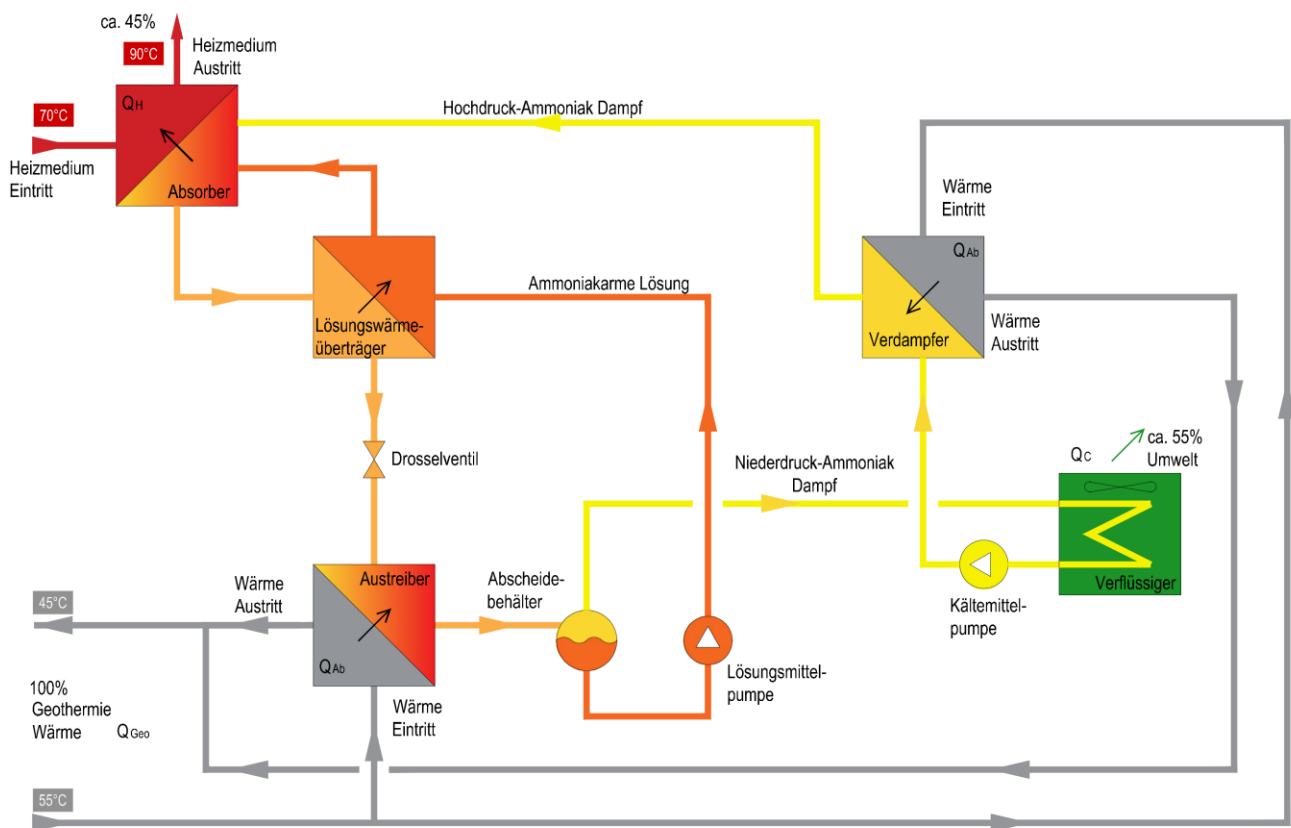 ca. 45%
90°C
Heizmedium
Austritt
70°C
Heizmedium
Eintritt
QH
Absorber
Hochdruck-Ammoniak Dampf
Wärme
Eintritt
QAb
Verdampfer
Wärme
Austritt
Lösungswärme-
überträger
Ammoniakarme Lösung
Drosselventil
Niederdruck-Ammoniak
Dampf
QC
ca. 55%
Umwelt
Verflüssiger
Kältemittel-
pumpe
Wärme
Austritt
Austreiber
QAb
Abscheide-
behälter
Lösungsmittel-
pumpe
45°C
100%
Geothermie
Wärme QGeo
Wärme
Eintritt
55°C